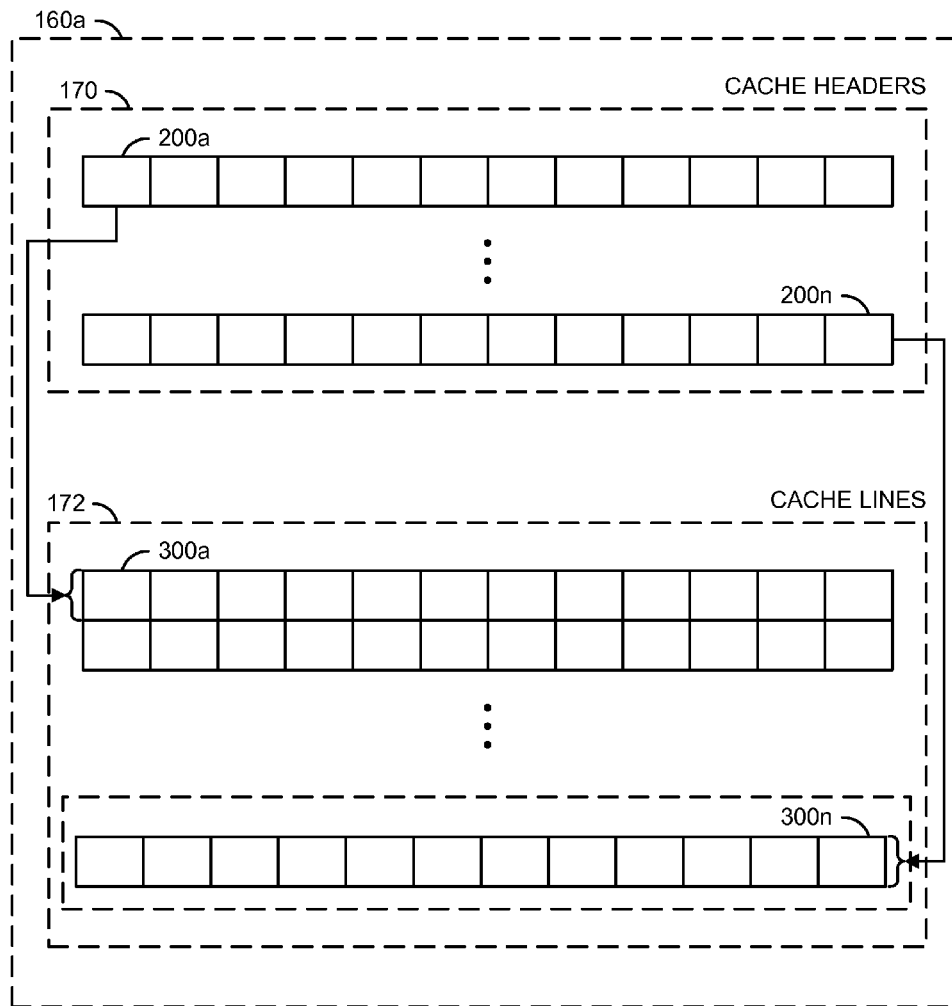 160a
170
CACHE HEADERS
200a
200n
172
CACHE LINES
300a
300n